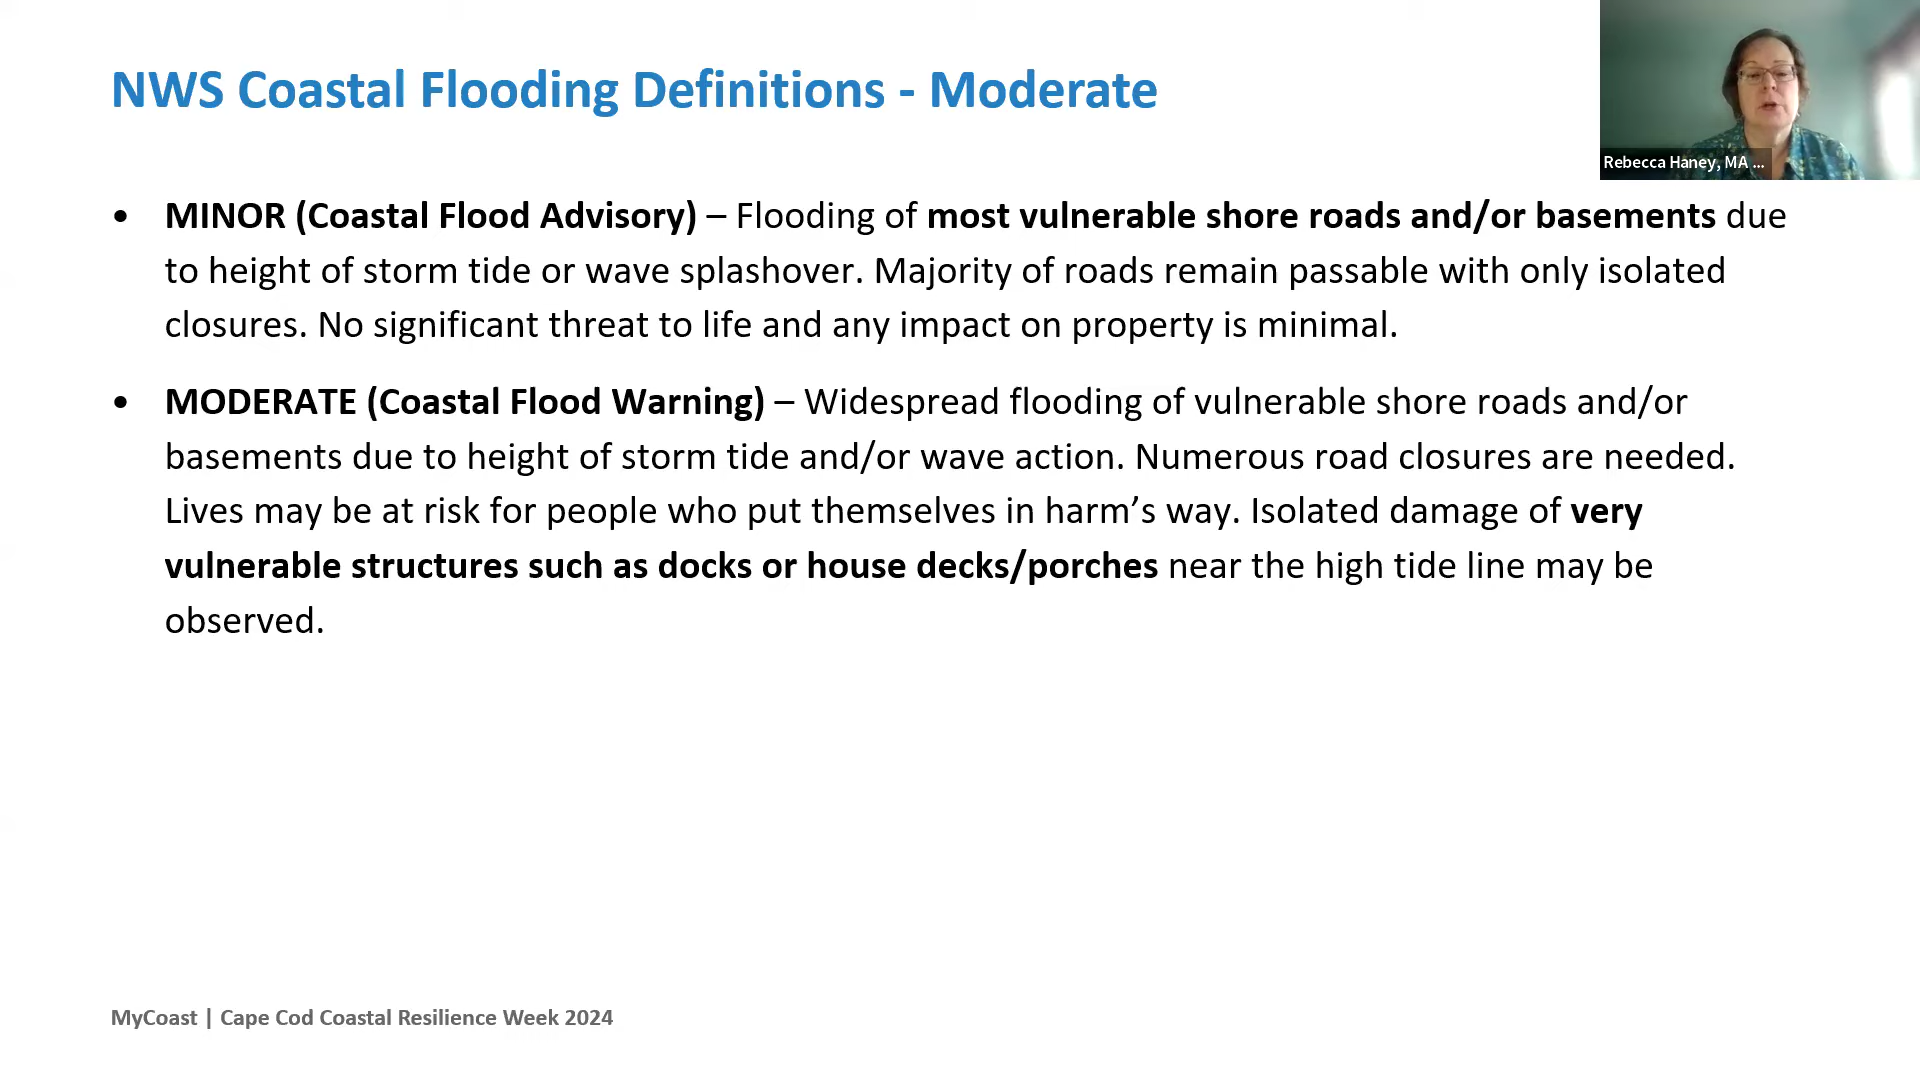 NWS Coastal Flooding Definitions - Moderate
Rebecca Haney, MA ...
• MINOR (Coastal Flood Advisory) – Flooding of most vulnerable shore roads and/or basements due
to height of storm tide or wave splashover. Majority of roads remain passable with only isolated
closures. No significant threat to life and any impact on property is minimal.
• MODERATE (Coastal Flood Warning) – Widespread flooding of vulnerable shore roads and/or
basements due to height of storm tide and/or wave action. Numerous road closures are needed.
Lives may be at risk for people who put themselves in harm’s way. Isolated damage of very
vulnerable structures such as docks or house decks/porches near the high tide line may be
observed.
MyCoast | Cape Cod Coastal Resilience Week 2024